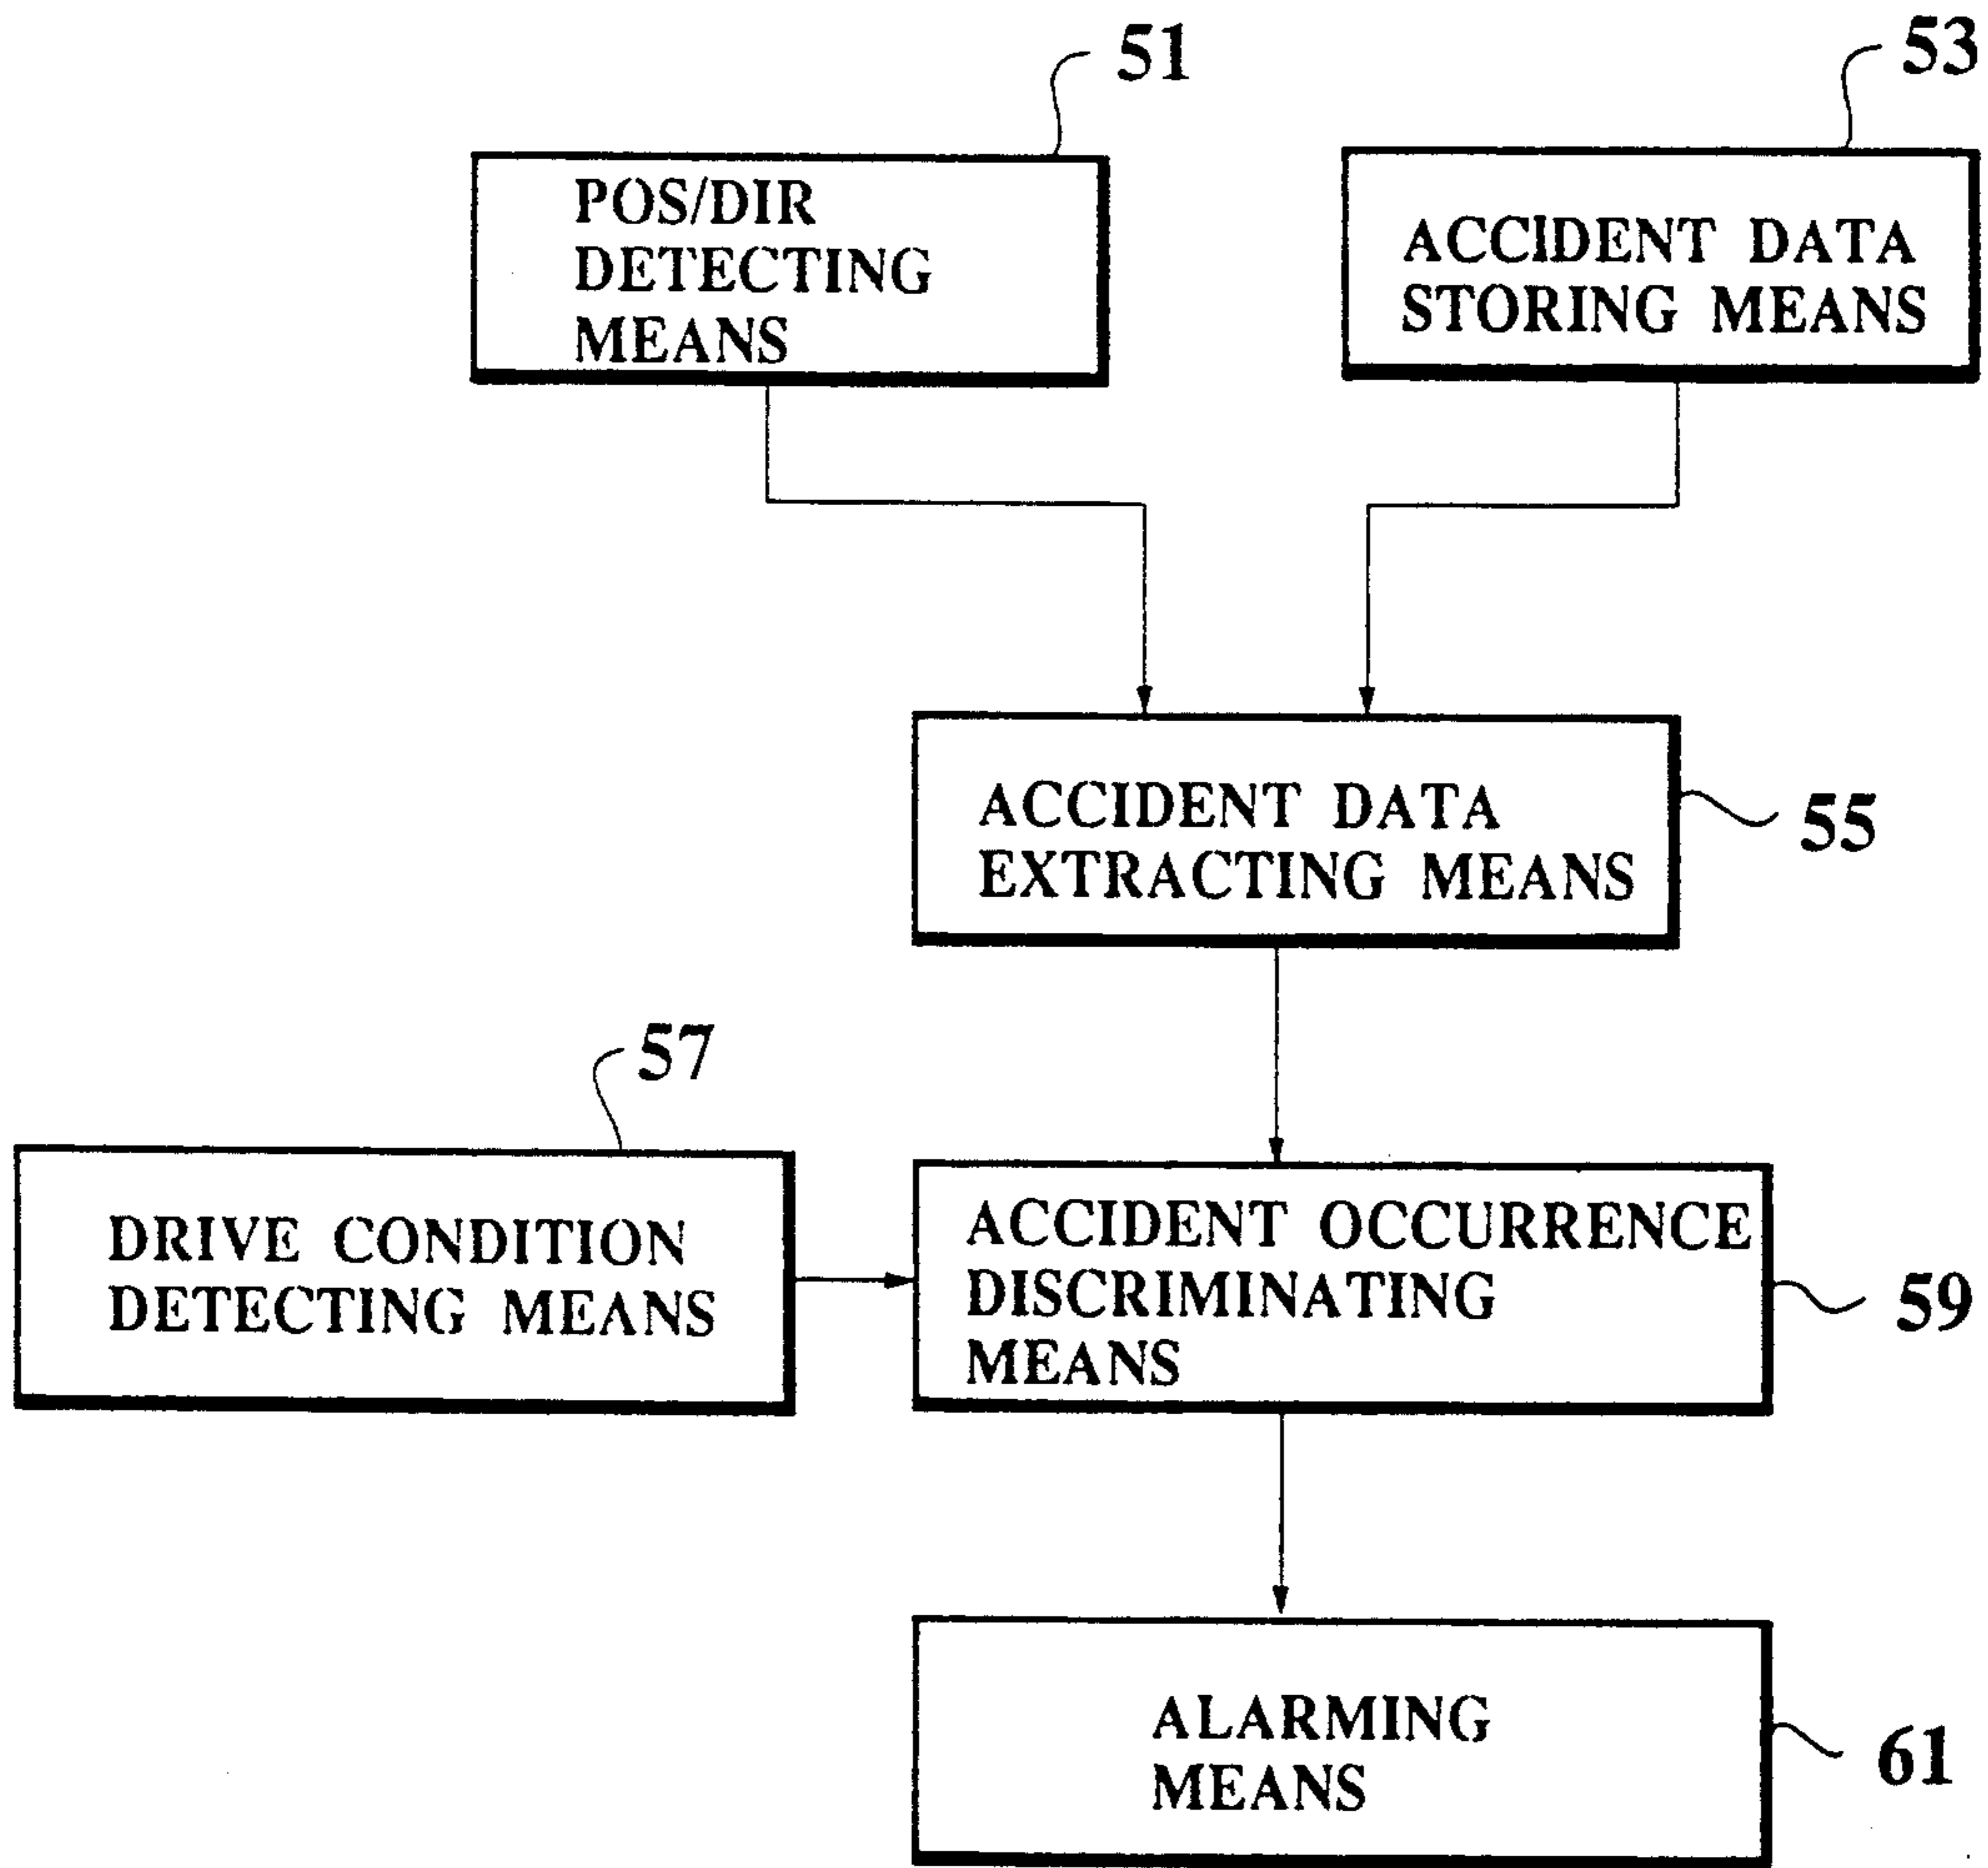 51
53
POS/DIR
DETECTING
MEANS
ACCIDENT DATA
STORING MEANS
ACCIDENT DATA
EXTRACTING MEANS
55
57
DRIVE CONDITION
DETECTING MEANS
ACCIDENT OCCURRENCE
DISCRIMINATING
MEANS
59
ALARMING
MEANS
61